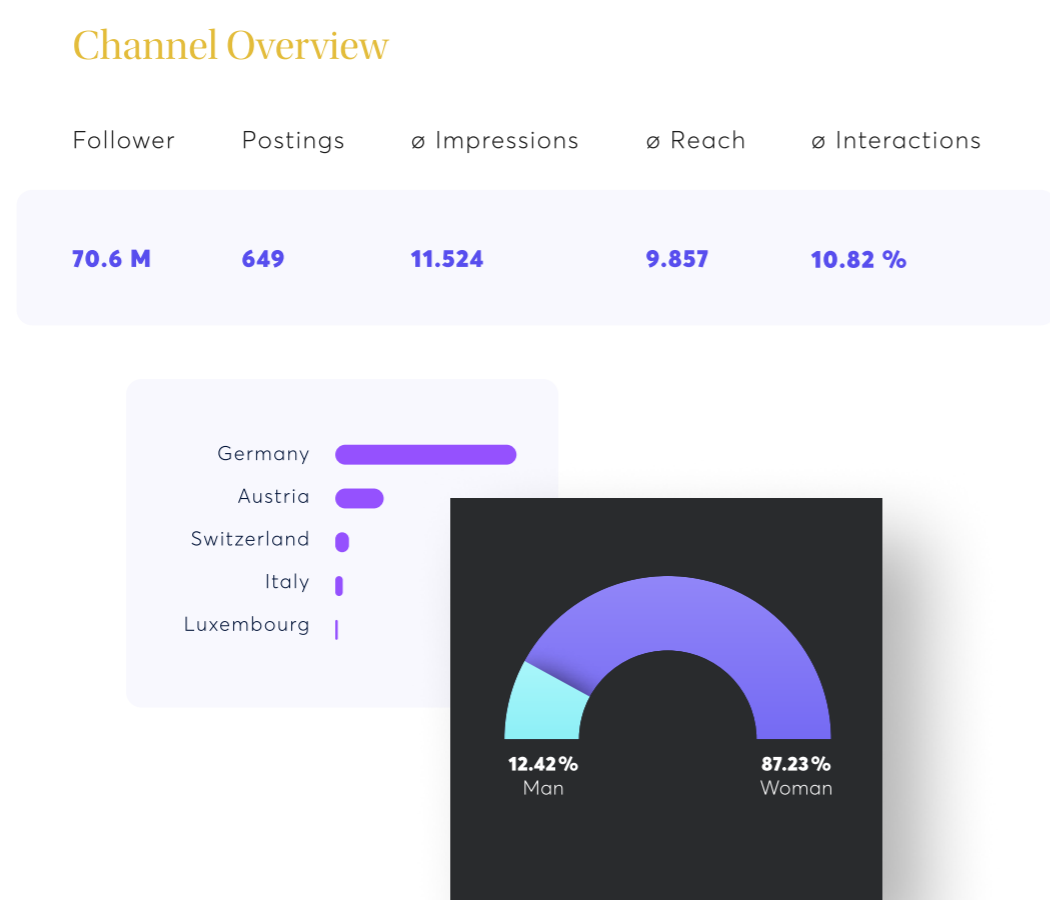 Channel Overview
Follower Postings ø Impressions ø Reach ø Interactions
70.6 M 649 11.524 9.857 10.82 %
Germany
Austria
Switzerland
Italy
Luxembourg
12.42% 87.23%
Man Woman